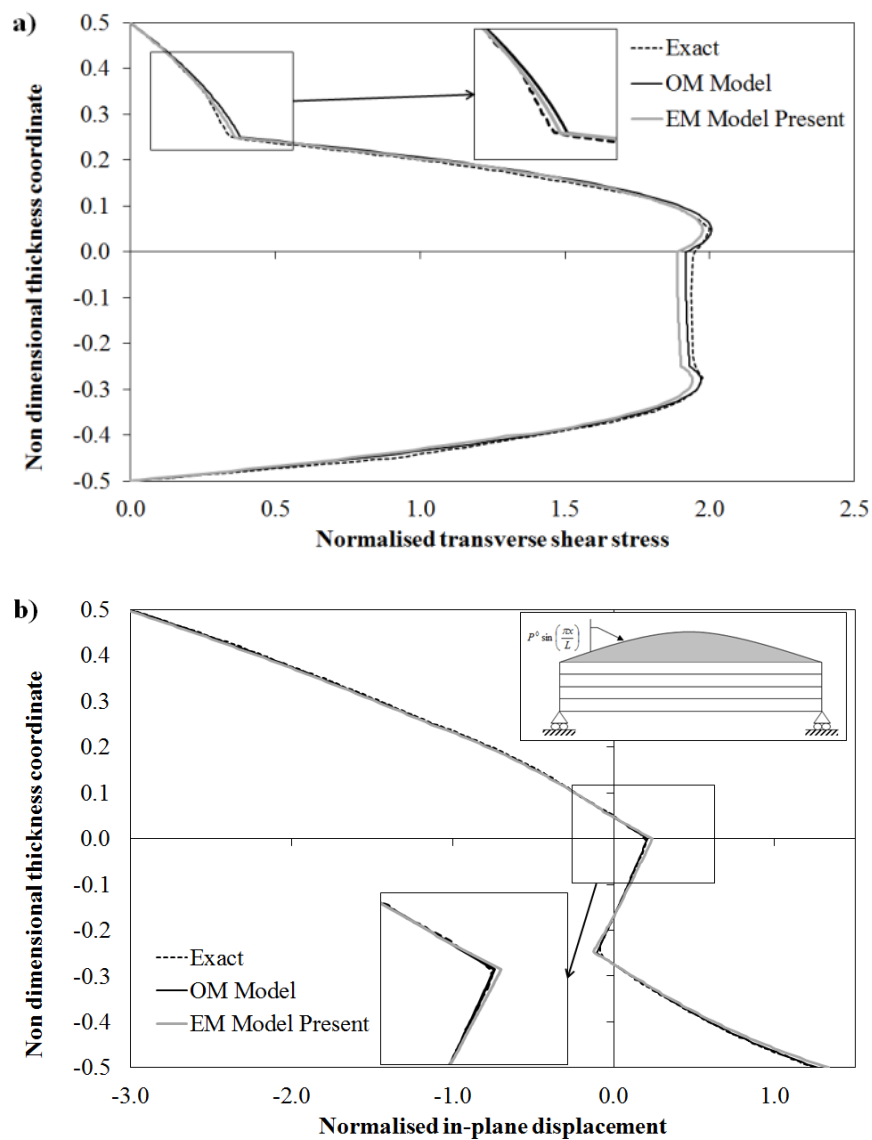 a)
Non dimensional thickness coordinate
0.5
0.4
0.3
0.2
0.1
0.0
-0.1
-0.2
-0.3
-0.4
-0.5
Exact
OM Model
EM Model Present
0.0 0.5 1.0 1.5 2.0 2.5
Normalised transverse shear stress
b)
Non dimensional thickness coordinate
0.5
0.4
0.3
0.2
0.1
0.0
-0.1
-0.2
-0.3
-0.4
-0.5
P⁰ sin(πx/L)
Exact
OM Model
EM Model Present
-3.0 -2.0 -1.0 0.0 1.0
Normalised in-plane displacement